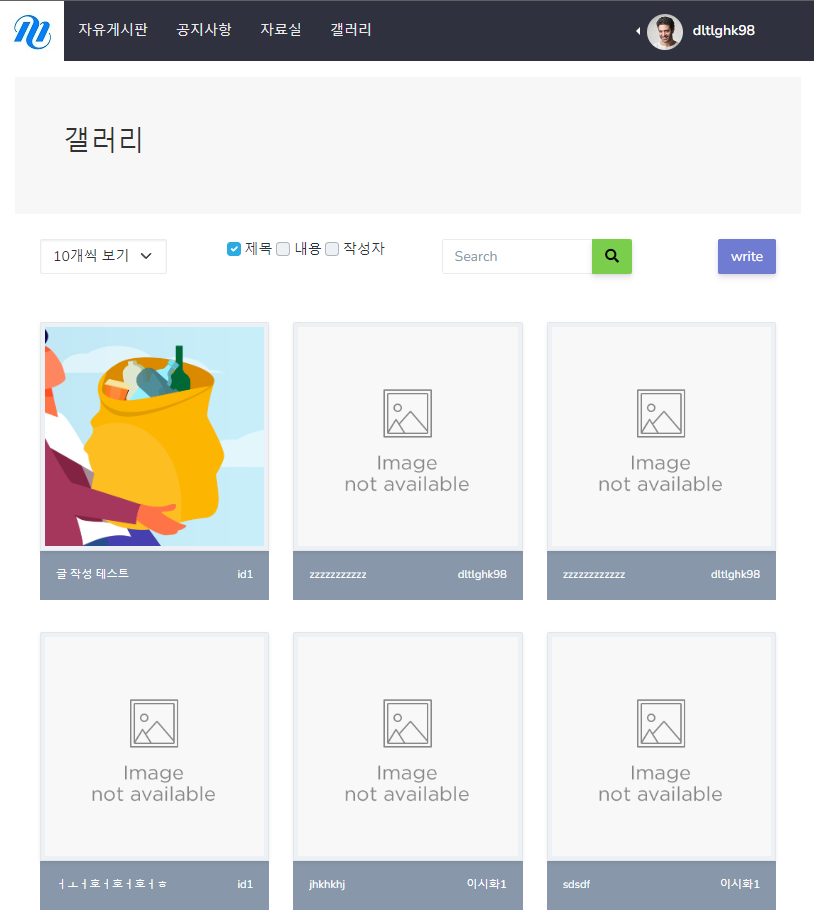 자유게시판 공지사항 자료실 갤러리 dltlghk98
갤러리
10개씩 보기 제목 내용 작성자 Search write
Image not available
Image not available
글 작성 테스트 id1
zzzzzzzzzzz dltlghk98
zzzzzzzzzzzz dltlghk98
Image not available
Image not available
Image not available
ㅓㅗㅓ호ㅓ호ㅓ호ㅓㅎ id1
jhkhkhj 이시화1
sdsdf 이시화1